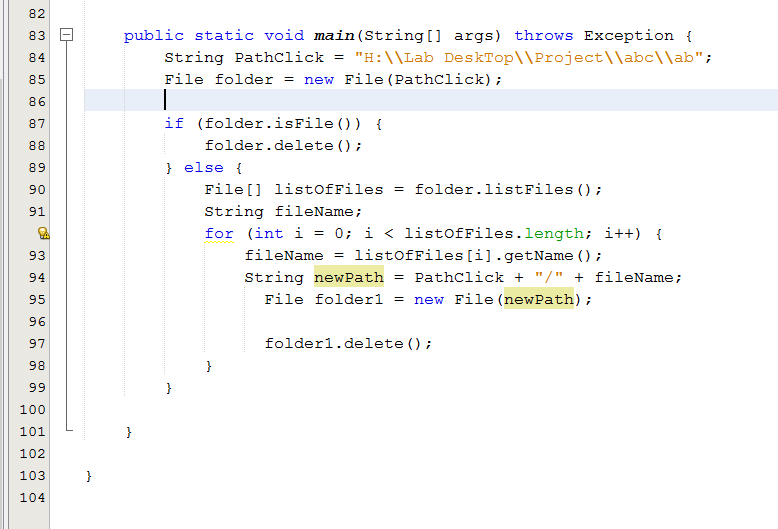 82
83 public static void main(String[] args) throws Exception {
84 String PathClick = "H:\\Lab DeskTop\\Project\\abc\\ab";
85 File folder = new File(PathClick);
86
87 if (folder.isFile()) {
88 folder.delete();
89 } else {
90 File[] listOfFiles = folder.listFiles();
91 String fileName;
for (int i = 0; i < listOfFiles.length; i++) {
93 fileName = listOfFiles[i].getName();
94 String newPath = PathClick + "/" + fileName;
95 File folder1 = new File(newPath);
96
97 folder1.delete();
98 }
99 }
100
101 }
102
103 }
104